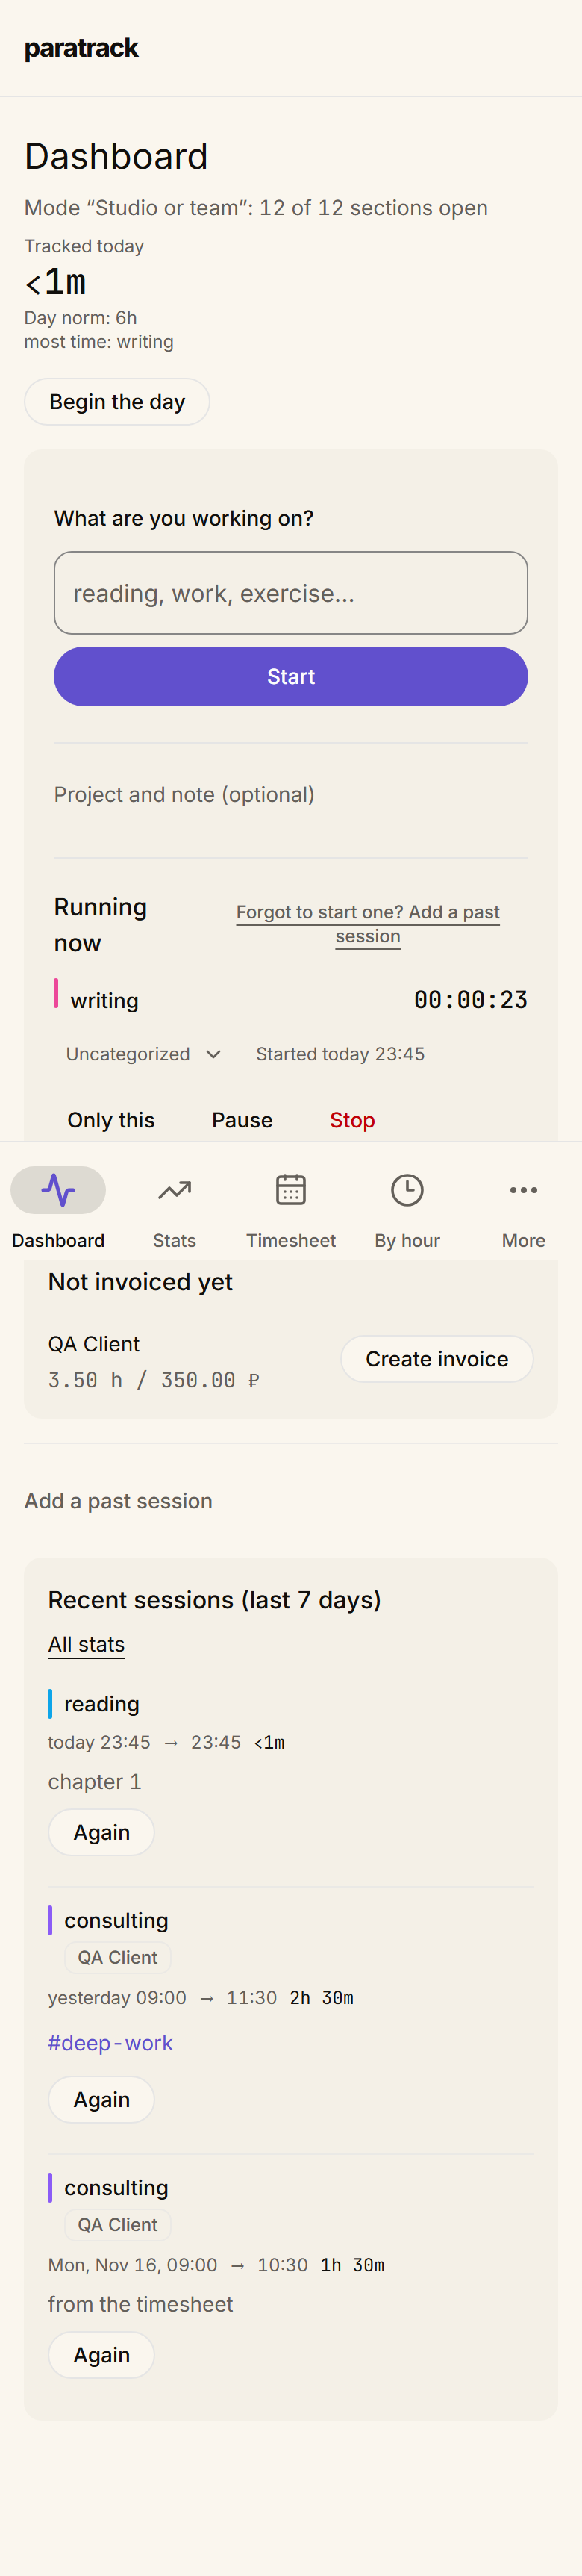 paratrack
Dashboard
Mode “Studio or team”: 12 of 12 sections open
Tracked today
<1m
Day norm: 6h
most time: writing
Begin the day
What are you working on?
reading, work, exercise...
Start
Project and note (optional)
Running now
Forgot to start one? Add a past session
writing 00:00:23
Uncategorized Started today 23:45
Only this Pause Stop
Dashboard Stats Timesheet By hour More
Not invoiced yet
QA Client
3.50 h / 350.00 ₽
Create invoice
Add a past session
Recent sessions (last 7 days)
All stats
reading
today 23:45 → 23:45 <1m
chapter 1
Again
consulting
QA Client
yesterday 09:00 → 11:30 2h 30m
#deep-work
Again
consulting
QA Client
Mon, Nov 16, 09:00 → 10:30 1h 30m
from the timesheet
Again